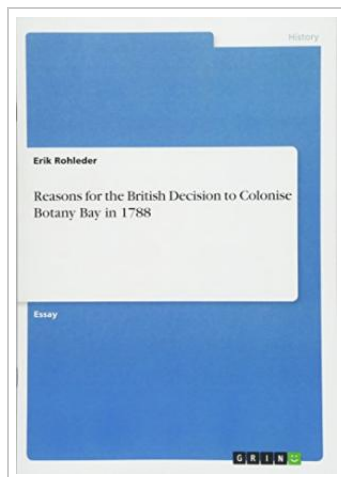 History
Erik Rohleder
Reasons for the British Decision to Colonise
Botany Bay in 1788
Essay
GRIN